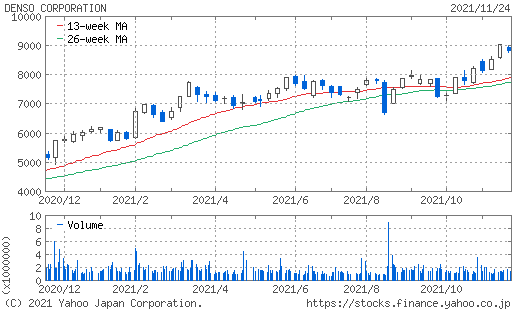 DENSO CORPORATION 2021/11/24
10000
9000
8000
7000
6000
5000
4000
13-week MA
26-week MA
2020/12 2021/2 2021/4 2021/6 2021/8 2021/10
10
8
6
4
2
0
(x1000000)
Volume
2020/12 2021/2 2021/4 2021/6 2021/8 2021/10
(C) 2021 Yahoo Japan Corporation. https://stocks.finance.yahoo.co.jp